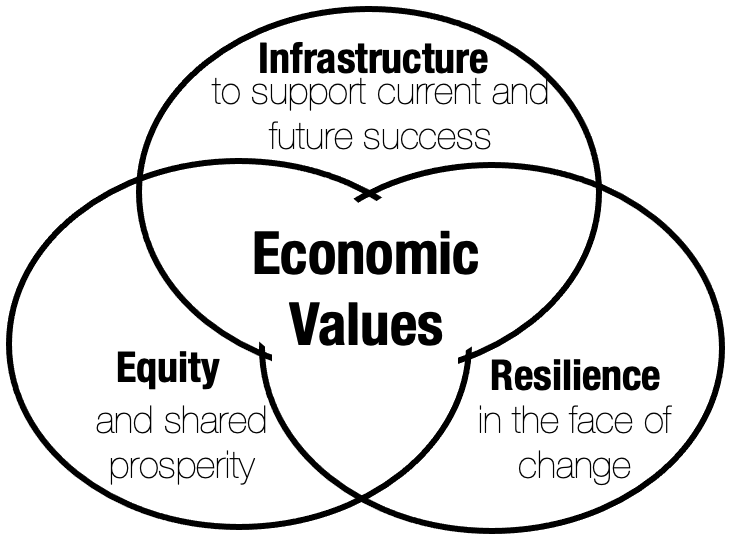 Infrastructure
to support current and
future success
Economic
Values
Equity
and shared
prosperity
Resilience
in the face of
change